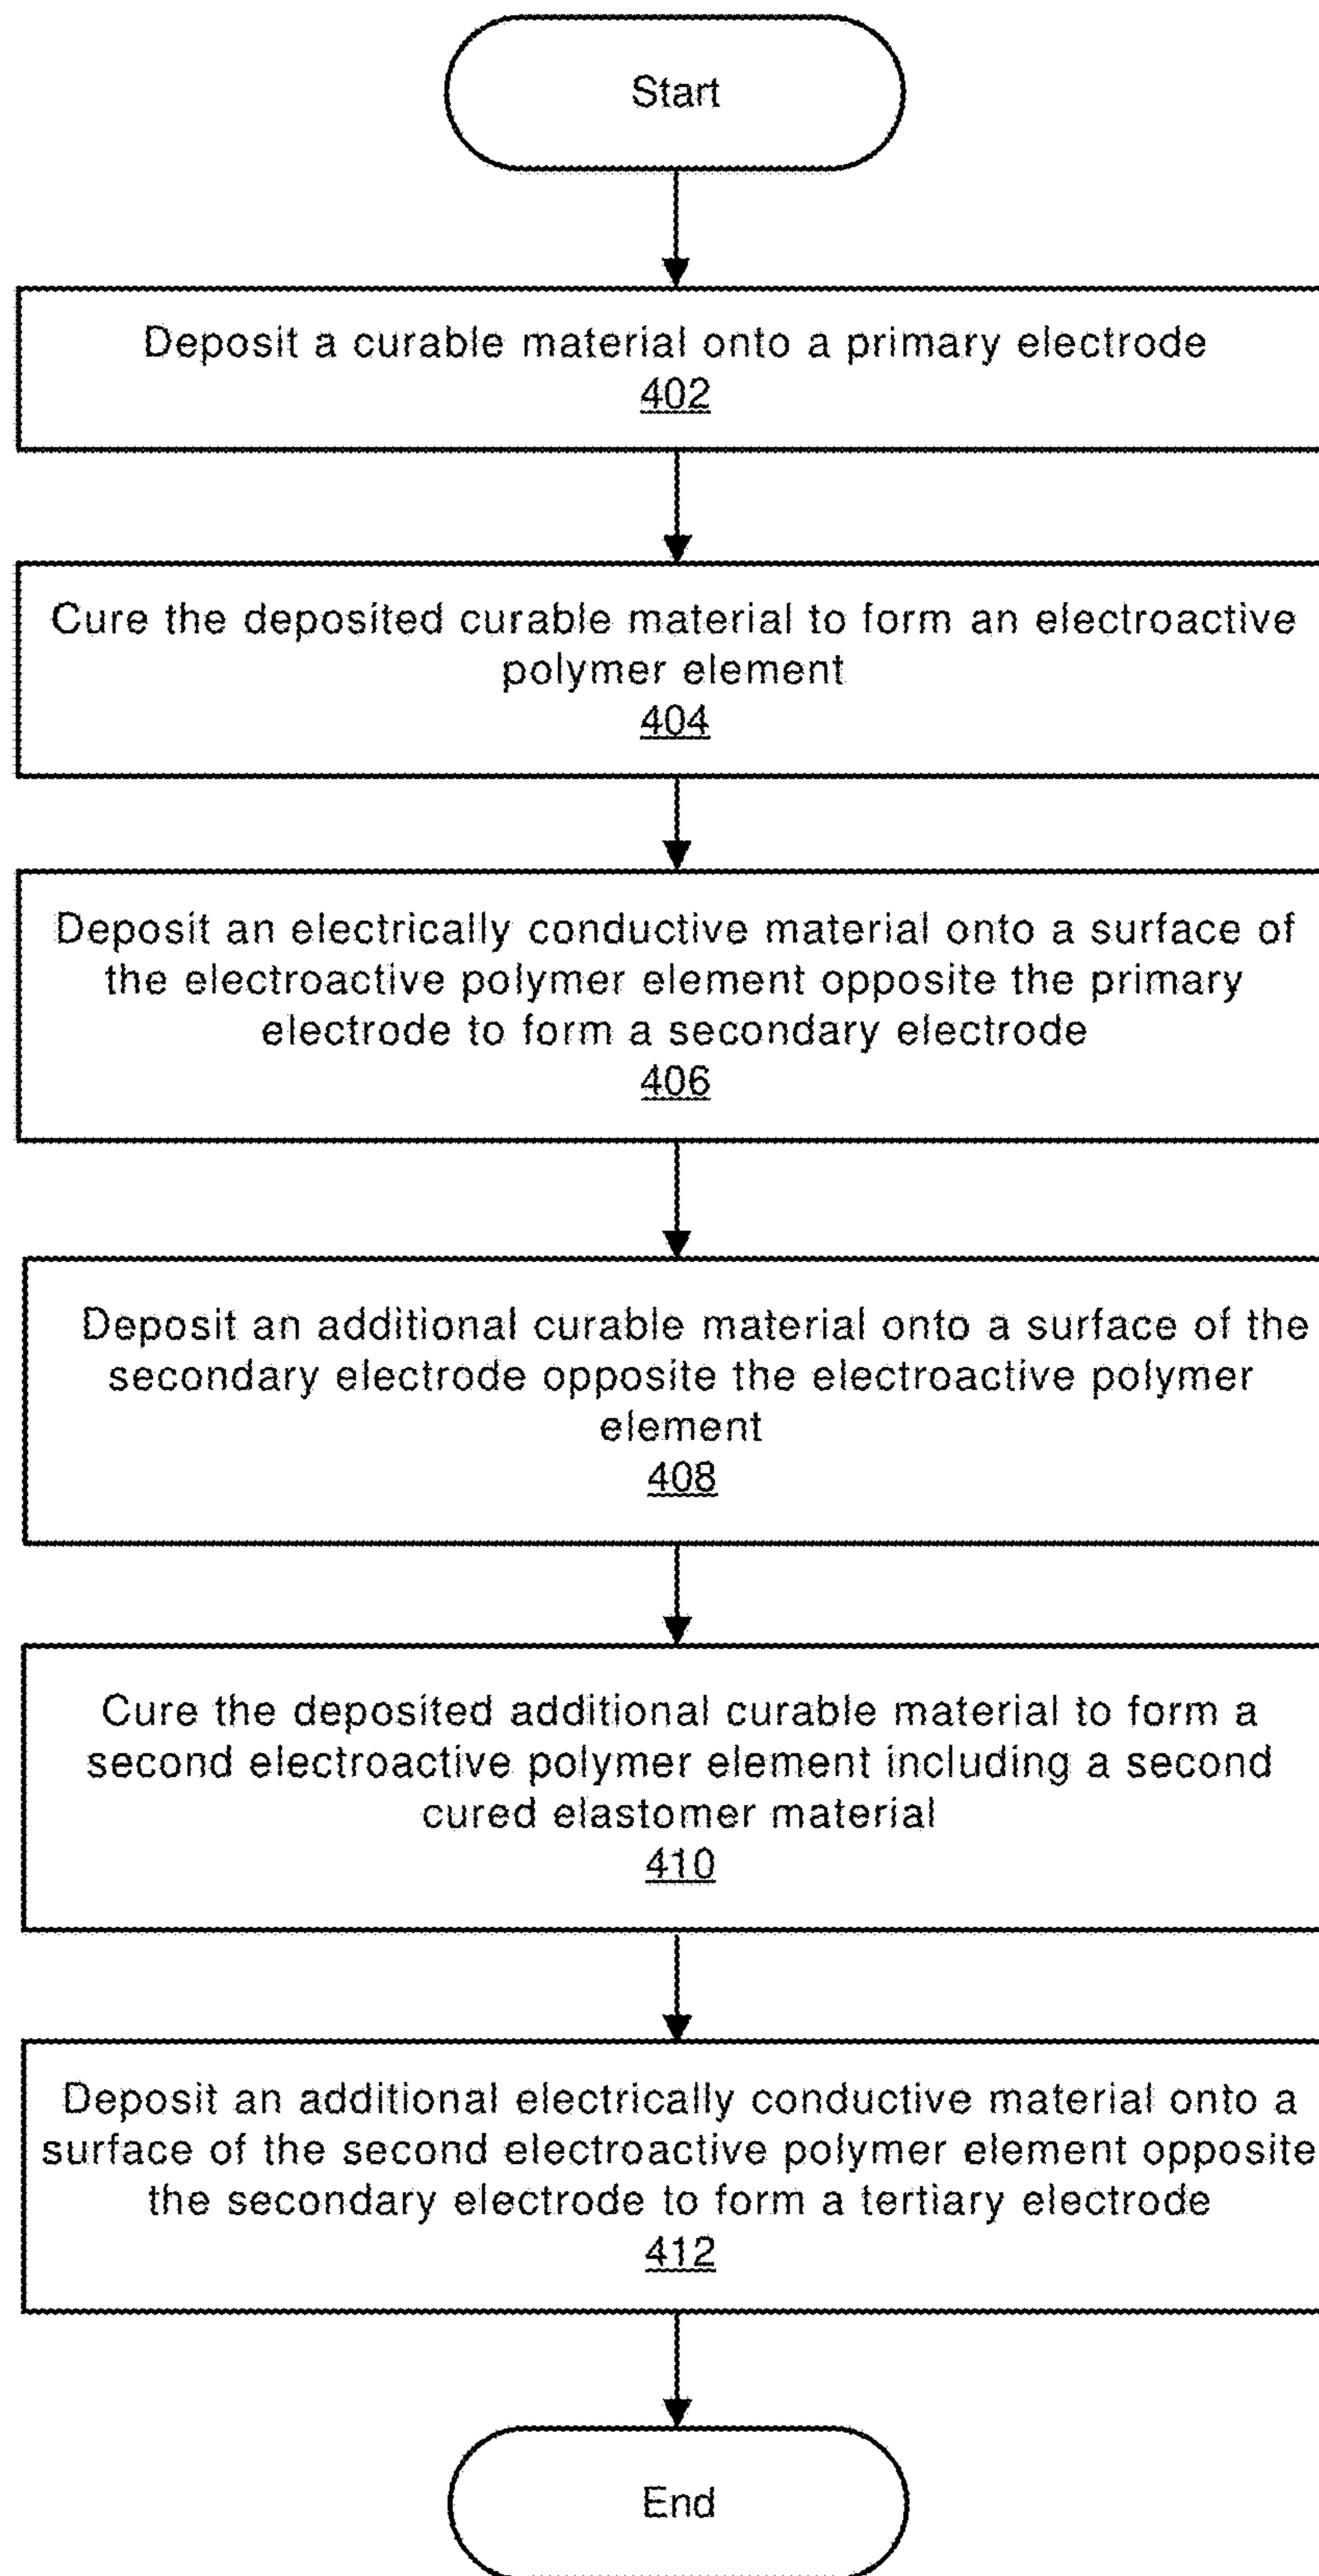 Start
Deposit a curable material onto a primary electrode
402
Cure the deposited curable material to form an electroactive
polymer element
404
Deposit an electrically conductive material onto a surface of
the electroactive polymer element opposite the primary
electrode to form a secondary electrode
406
Deposit an additional curable material onto a surface of the
secondary electrode opposite the electroactive polymer
element
408
Cure the deposited additional curable material to form a
second electroactive polymer element including a second
cured elastomer material
410
Deposit an additional electrically conductive material onto a
surface of the second electroactive polymer element opposite
the secondary electrode to form a tertiary electrode
412
End